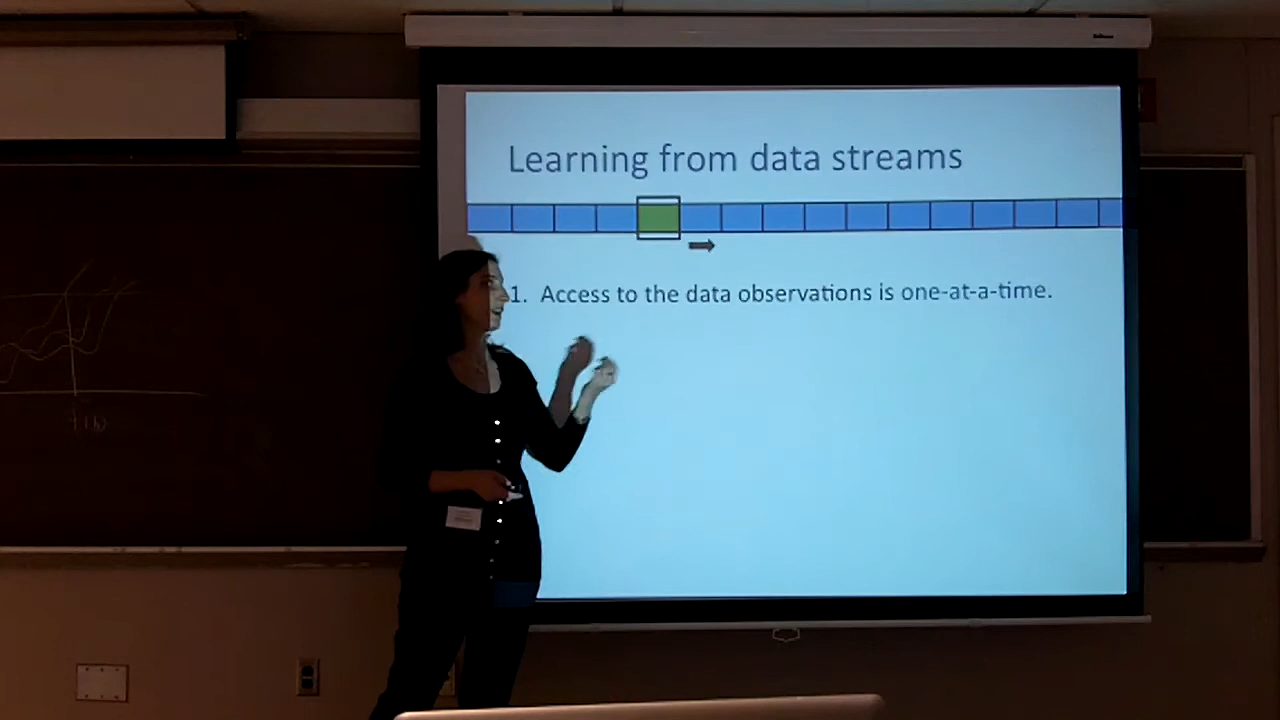 Learning from data streams
1. Access to the data observations is one-at-a-time.